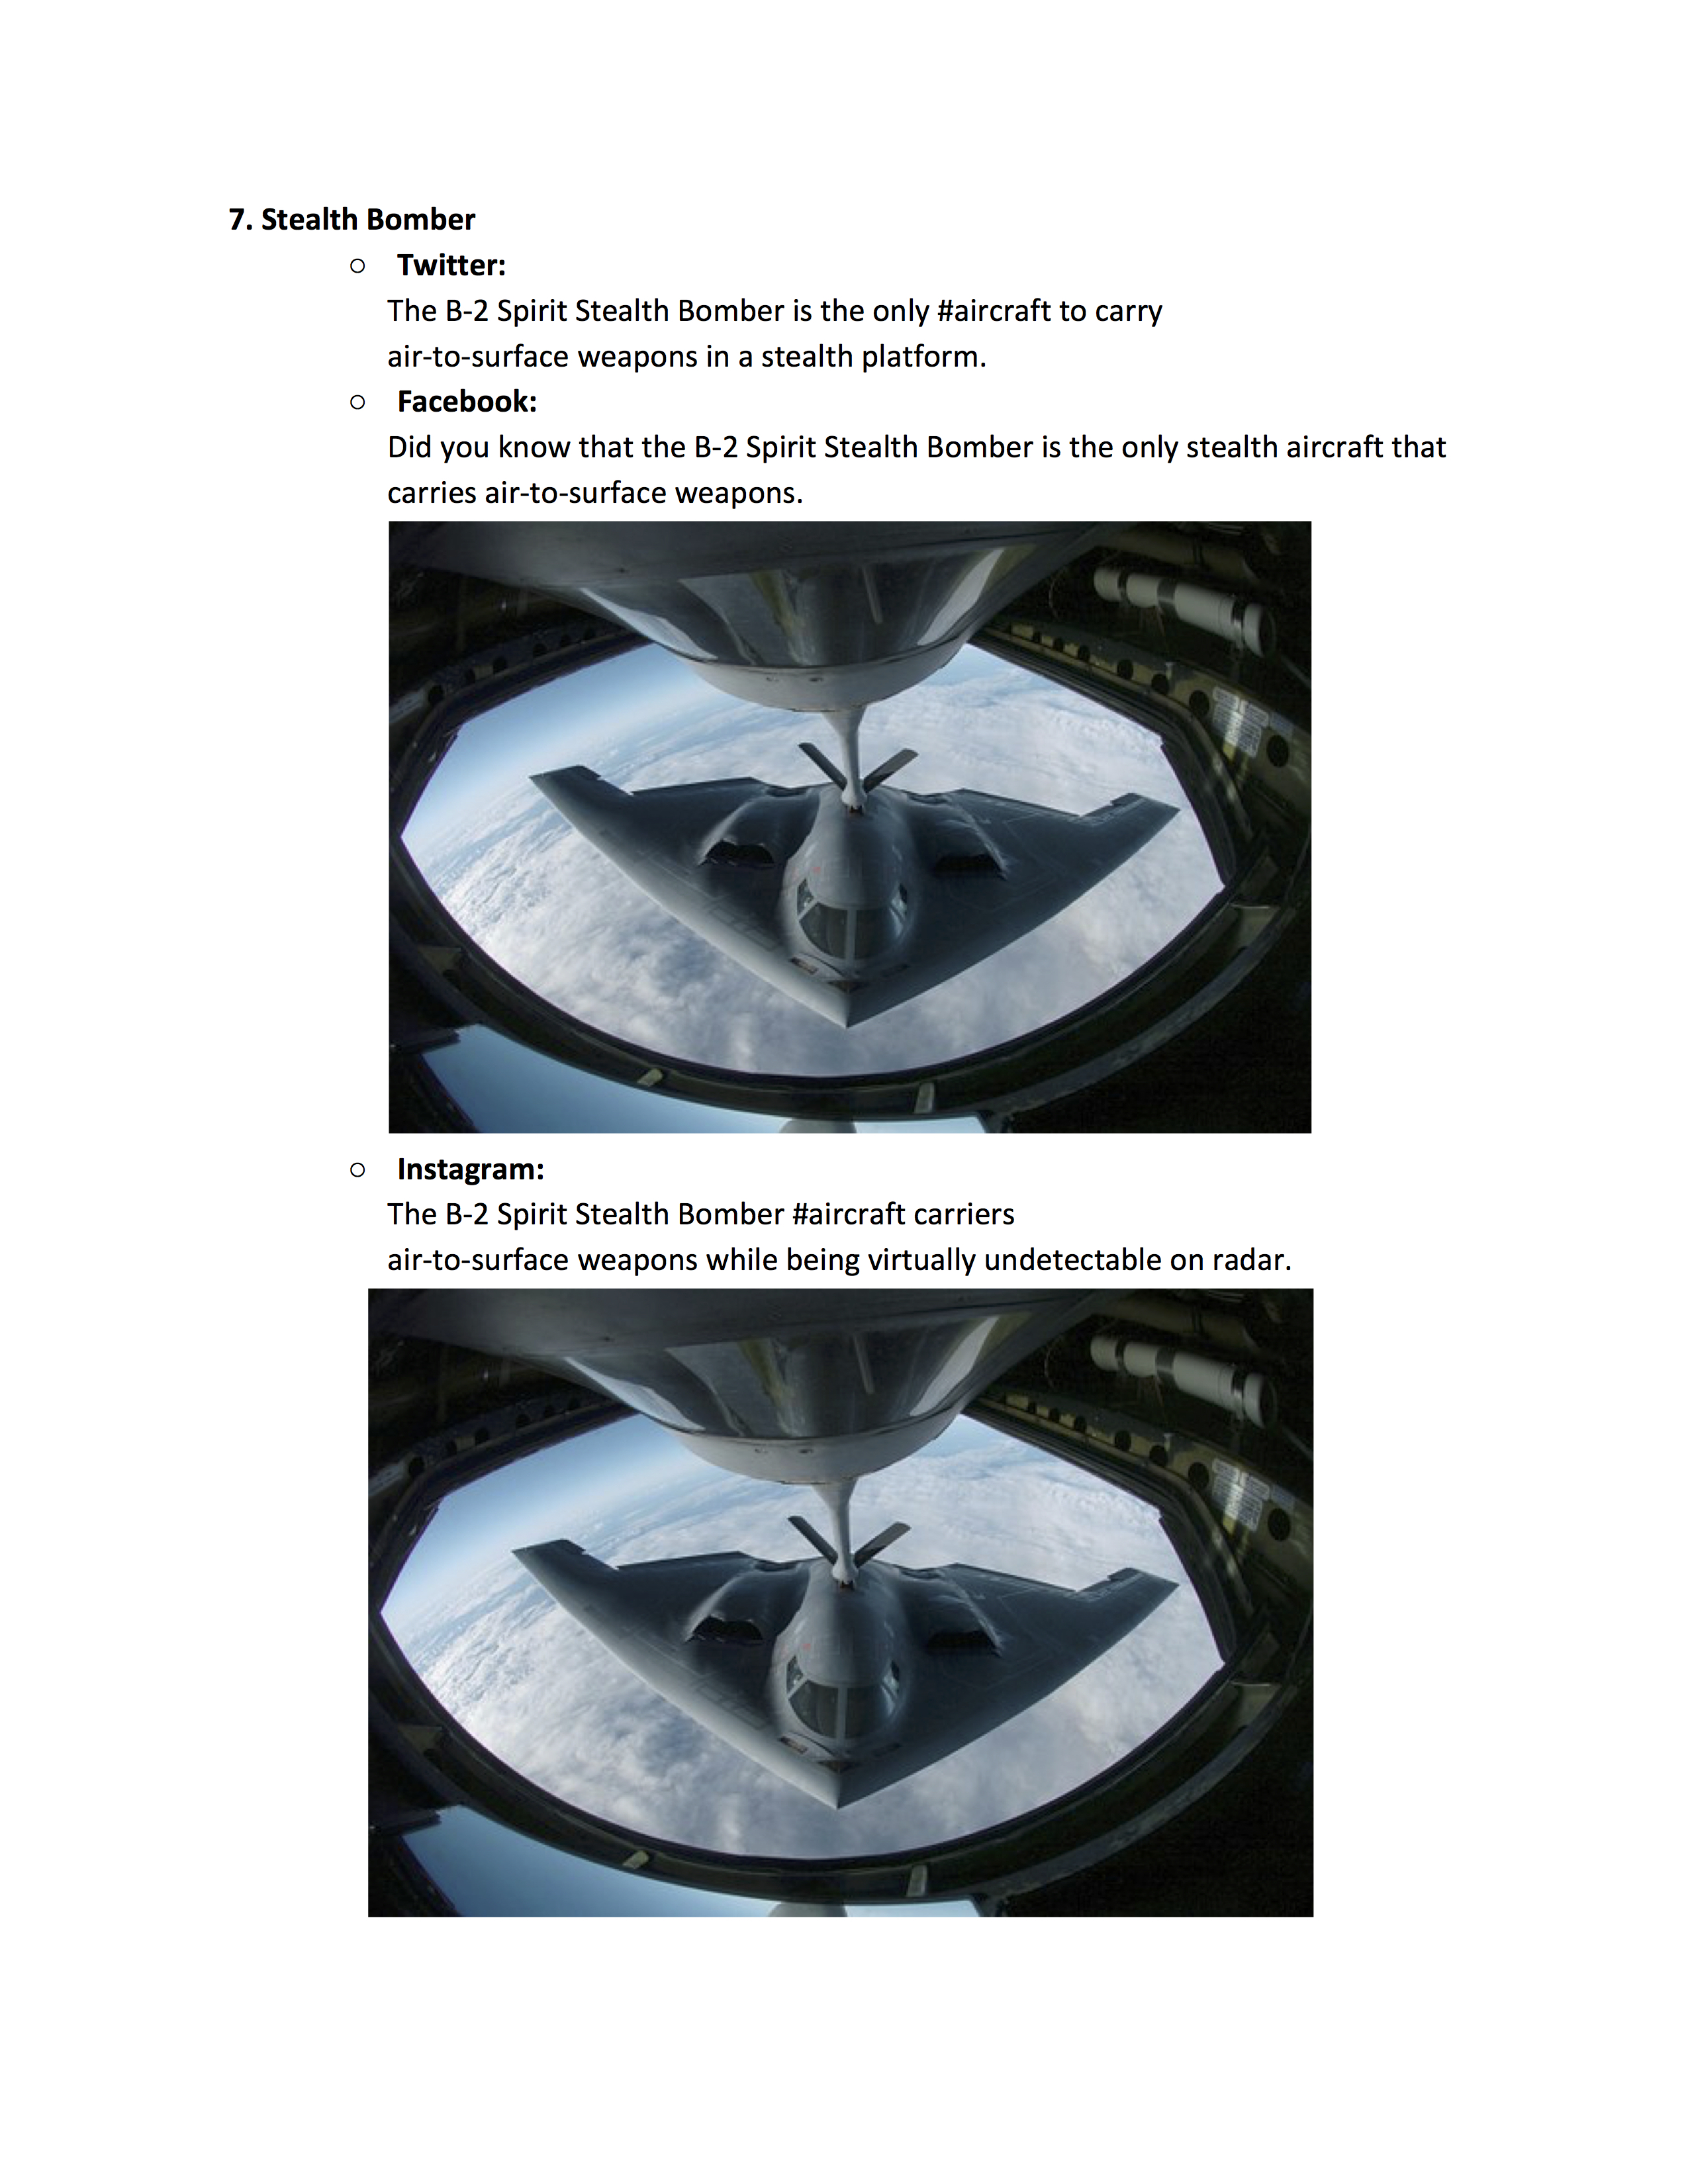 7. Stealth Bomber
○ Twitter:
The B-2 Spirit Stealth Bomber is the only #aircraft to carry
air-to-surface weapons in a stealth platform.
○ Facebook:
Did you know that the B-2 Spirit Stealth Bomber is the only stealth aircraft that
carries air-to-surface weapons.
○ Instagram:
The B-2 Spirit Stealth Bomber #aircraft carriers
air-to-surface weapons while being virtually undetectable on radar.